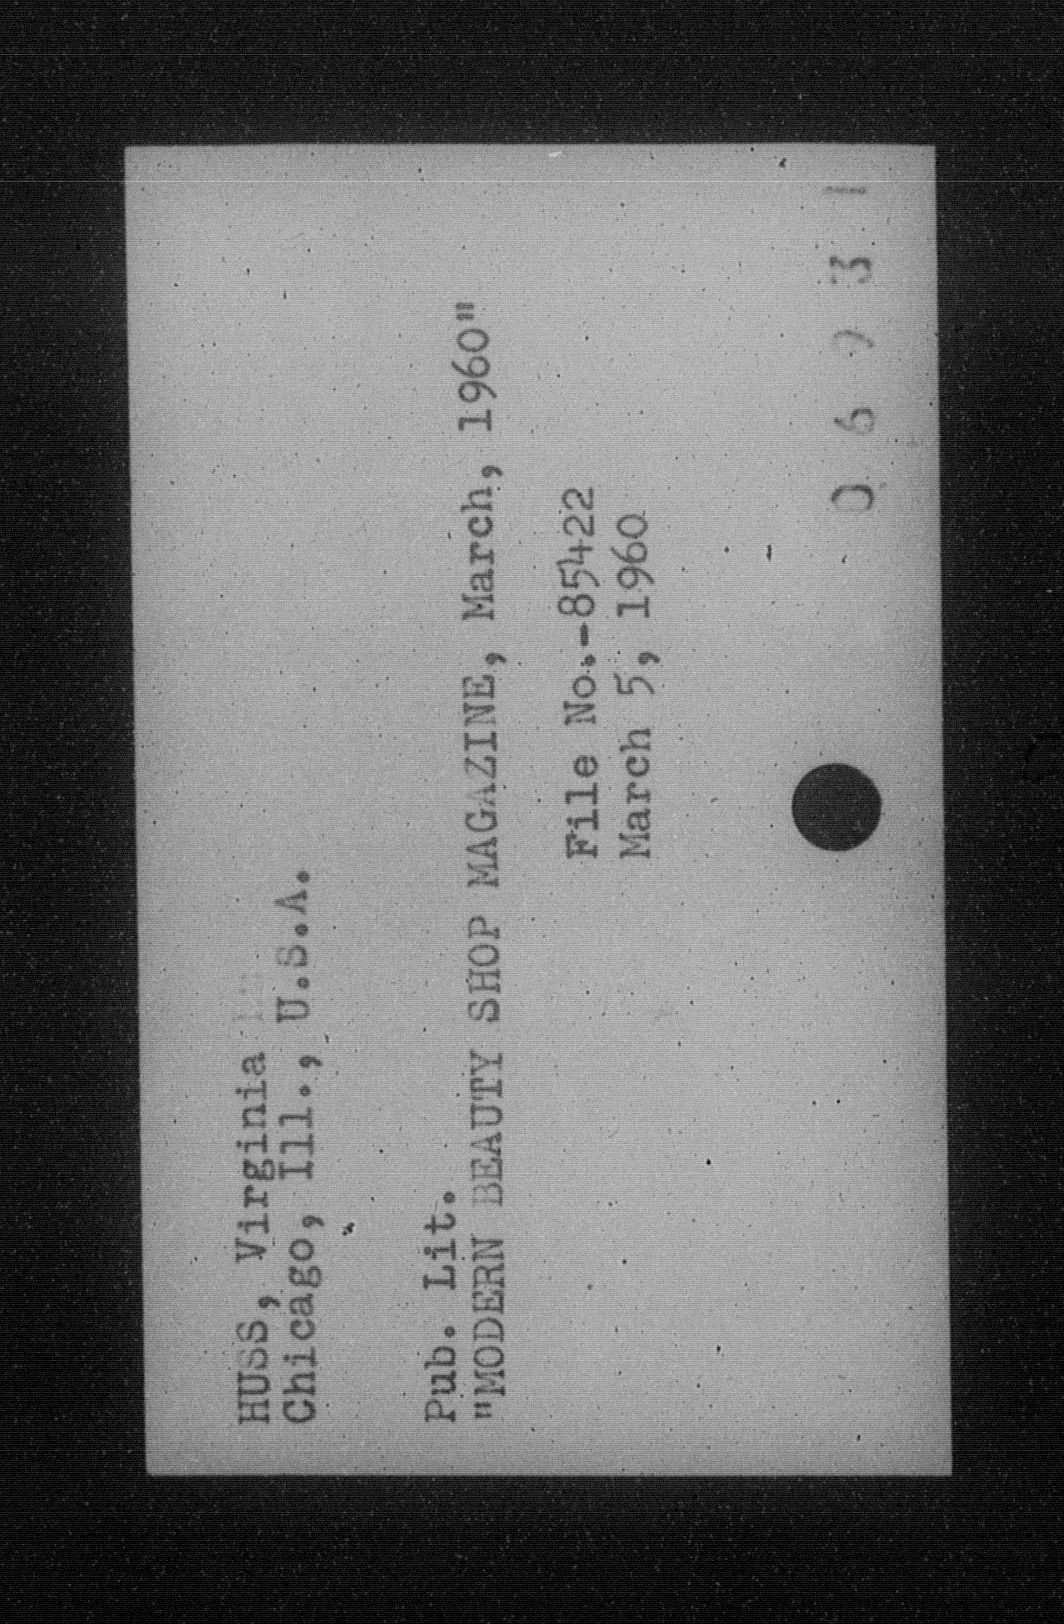 HUSS, Virginia
Chicago, Ill., U.S.A.
Pub. Lit.
"MODERN BEAUTY SHOP MAGAZINE, March, 1960"
File No.-85422
March 5, 1960